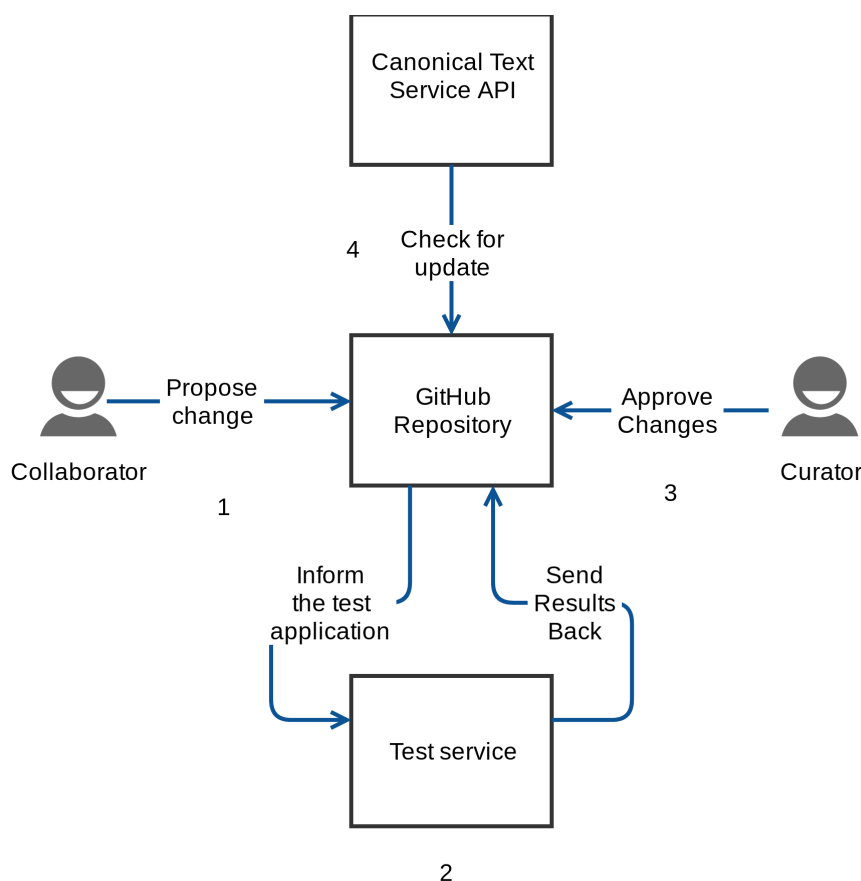 Canonical Text
Service API
4
Check for
update
Propose
change
GitHub
Repository
Approve
Changes
Collaborator
Curator
1
3
Inform
the test
application
Send
Results
Back
Test service
2